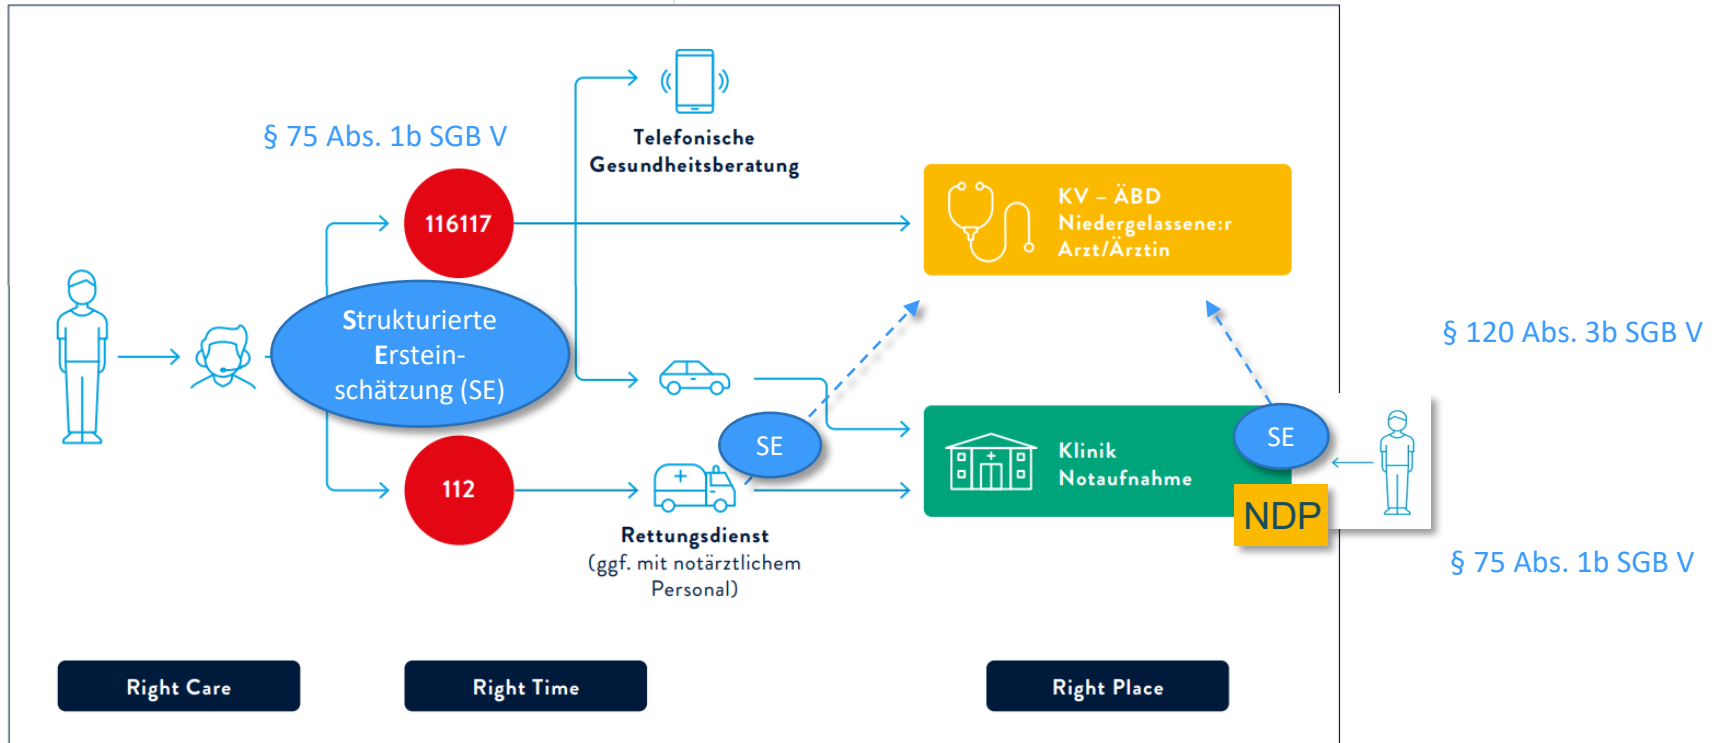 § 75 Abs. 1b SGB V
116117
Strukturierte
Erstein-
schätzung (SE)
112
Telefonische
Gesundheitsberatung
SE
Rettungsdienst
(ggf. mit notärztlichem
Personal)
KV – ÄBD
Niedergelassene:r
Arzt/Ärztin
Klinik
Notaufnahme
SE
NDP
§ 120 Abs. 3b SGB V
§ 75 Abs. 1b SGB V
Right Care
Right Time
Right Place